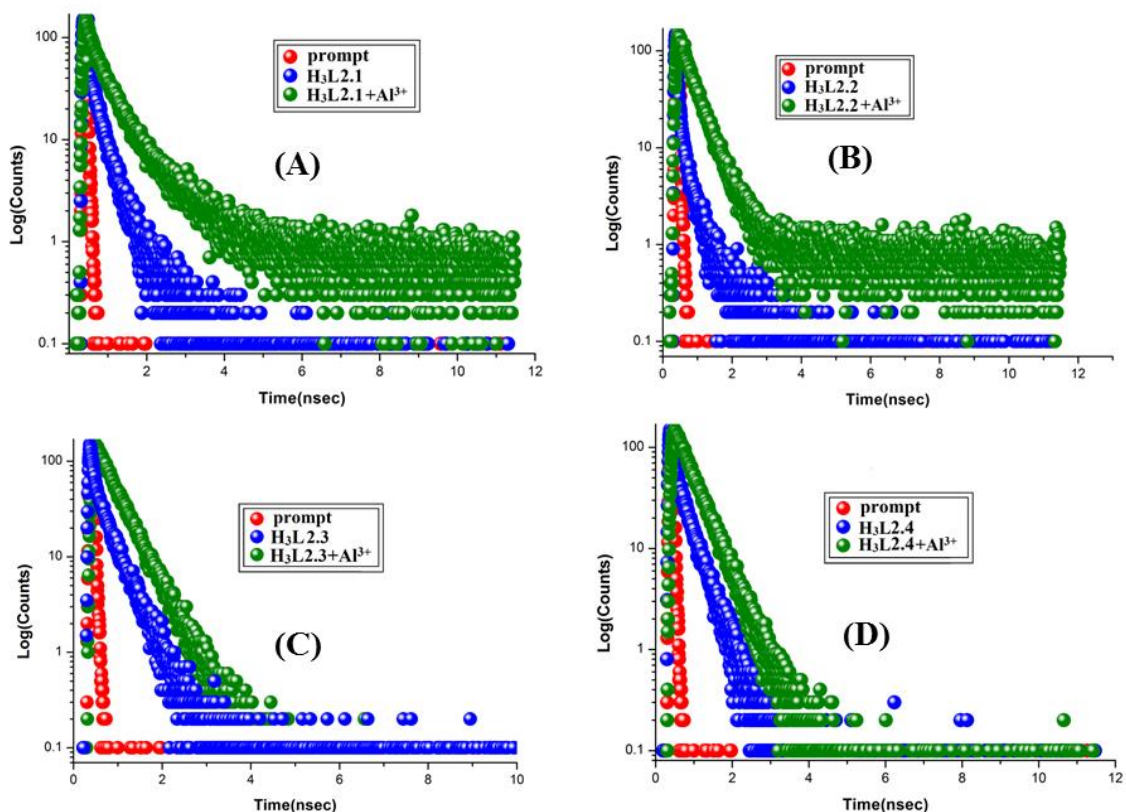 prompt
H₃L2.1
H₃L2.1+Al³⁺
(A)
Log(Counts)
100
10
1
0.1
2 4 6 8 10 12
Time(nsec)
prompt
H₃L2.2
H₃L2.2+Al³⁺
(B)
Log(Counts)
100
10
1
0.1
0 2 4 6 8 10 12
Time(nsec)
prompt
H₃L2.3
H₃L2.3+Al³⁺
(C)
Log(Counts)
100
10
1
0.1
0 2 4 6 8 10
Time(nsec)
prompt
H₃L2.4
H₃L2.4+Al³⁺
(D)
Log(Counts)
100
10
1
0.1
0 2 4 6 8 10 12
Time(nsec)